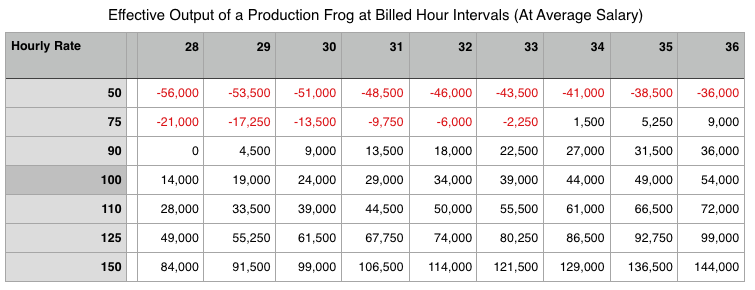 Effective Output of a Production Frog at Billed Hour Intervals (At Average Salary)
Hourly Rate 28 29 30 31 32 33 34 35 36
50 -56,000 -53,500 -51,000 -48,500 -46,000 -43,500 -41,000 -38,500 -36,000
75 -21,000 -17,250 -13,500 -9,750 -6,000 -2,250 1,500 5,250 9,000
90 0 4,500 9,000 13,500 18,000 22,500 27,000 31,500 36,000
100 14,000 19,000 24,000 29,000 34,000 39,000 44,000 49,000 54,000
110 28,000 33,500 39,000 44,500 50,000 55,500 61,000 66,500 72,000
125 49,000 55,250 61,500 67,750 74,000 80,250 86,500 92,750 99,000
150 84,000 91,500 99,000 106,500 114,000 121,500 129,000 136,500 144,000